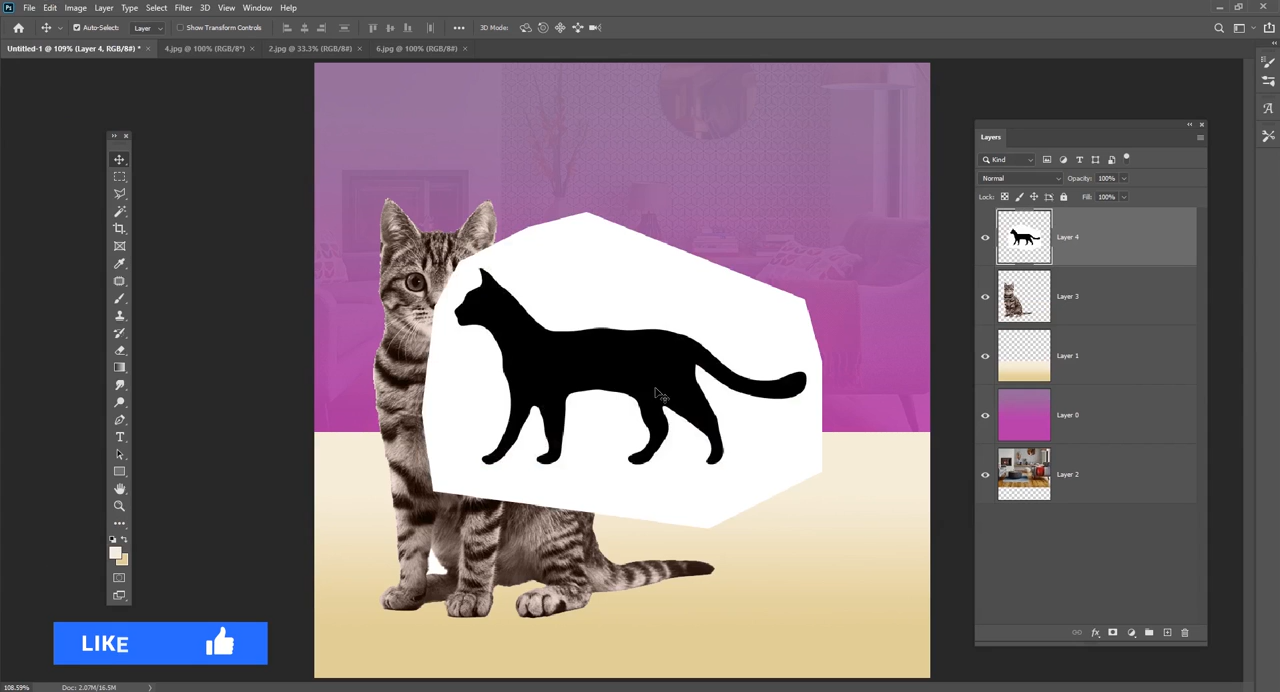 Ps File Edit Image Layer Type Select Filter 3D View Window Help
Auto-Select: Layer Show Transform Controls 3D Mode:
Untitled-1 @ 109% (Layer 4, RGB/8#) * × 4.jpg @ 100% (RGB/8*) × 2.jpg @ 33.3% (RGB/8#) × 6.jpg @ 100% (RGB/8#) ×
Layers
Kind
Normal Opacity: 100%
Lock: Fill: 100%
Layer 4
Layer 3
Layer 1
Layer 0
Layer 2
LIKE
108.59% Doc: 2.07M/16.5M